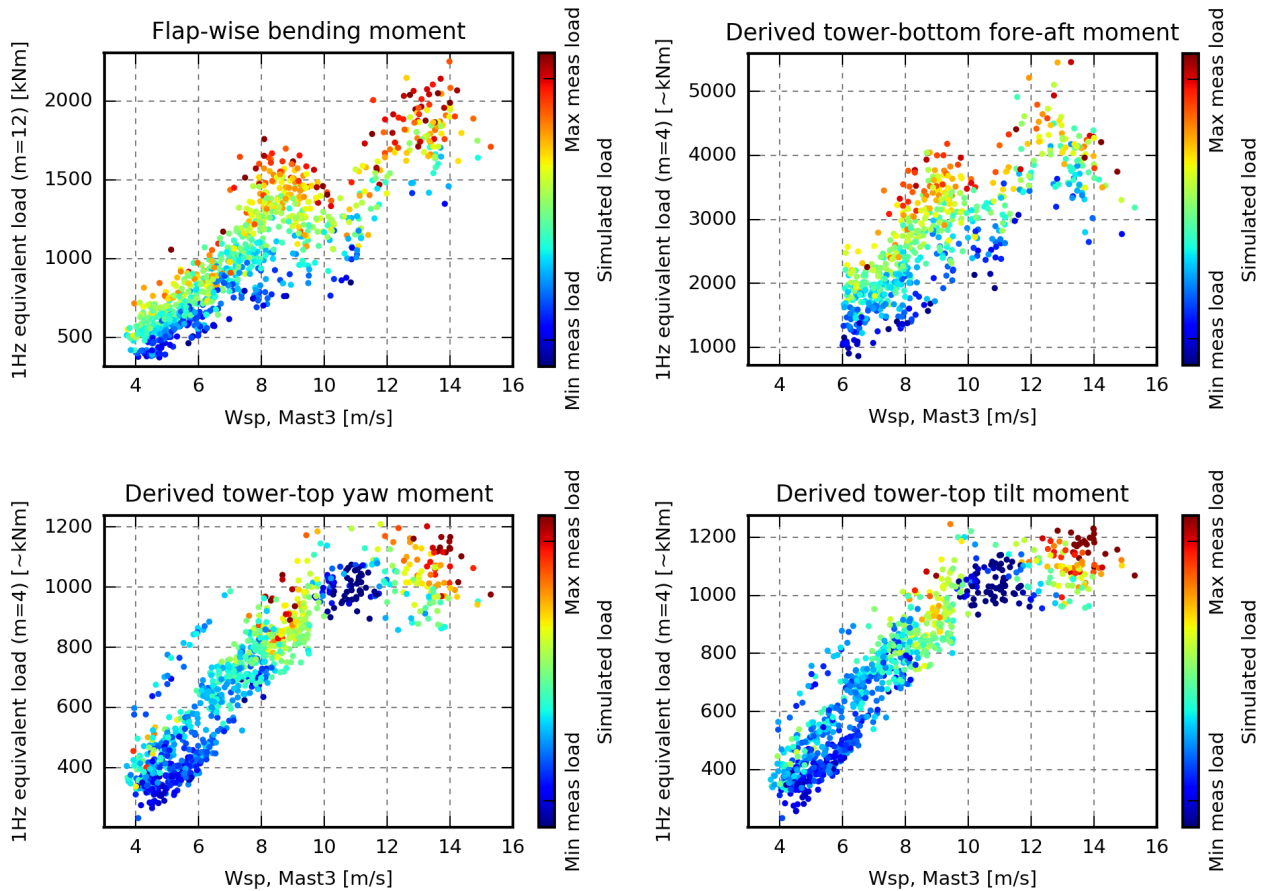 Flap-wise bending moment
1Hz equivalent load (m=12) [kNm]
2000
1500
1000
500
4 6 8 10 12 14 16
Wsp, Mast3 [m/s]
Max meas load
Simulated load
Min meas load
Derived tower-bottom fore-aft moment
1Hz equivalent load (m=4) [~kNm]
5000
4000
3000
2000
1000
4 6 8 10 12 14 16
Wsp, Mast3 [m/s]
Max meas load
Simulated load
Min meas load
Derived tower-top yaw moment
1Hz equivalent load (m=4) [~kNm]
1200
1000
800
600
400
4 6 8 10 12 14 16
Wsp, Mast3 [m/s]
Max meas load
Simulated load
Min meas load
Derived tower-top tilt moment
1Hz equivalent load (m=4) [~kNm]
1200
1000
800
600
400
4 6 8 10 12 14 16
Wsp, Mast3 [m/s]
Max meas load
Simulated load
Min meas load